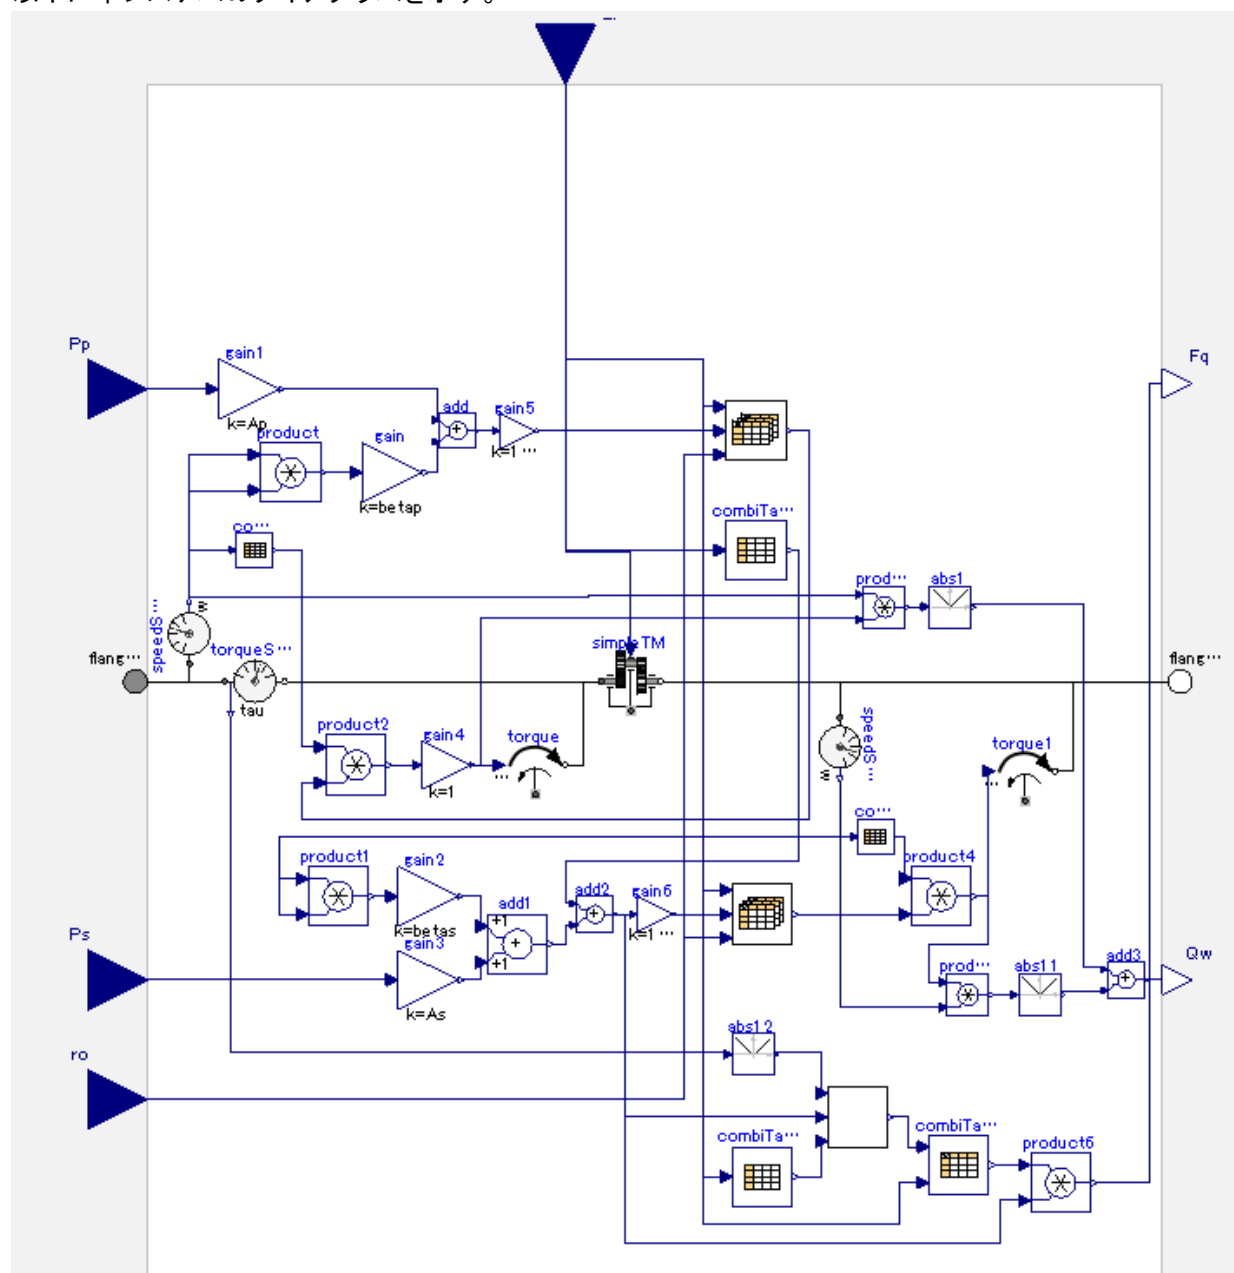 Pp
gain1
k=Ap
product
gain
k=betap
add
gain5
k=1 ...
co...
combiTa...
prod...
abs1
Fq
speedS...
w
torqueS...
tau
flang...
simpleTM
flang...
product2
gain4
k=1
torque
...
speedS...
w
torque1
...
co...
product1
gain2
k=betas
add1
+1
+1
add2
gain6
k=1 ...
product4
Ps
gain3
k=As
prod...
abs11
add3
Qw
ro
abs12
combiTa...
combiTa...
product6